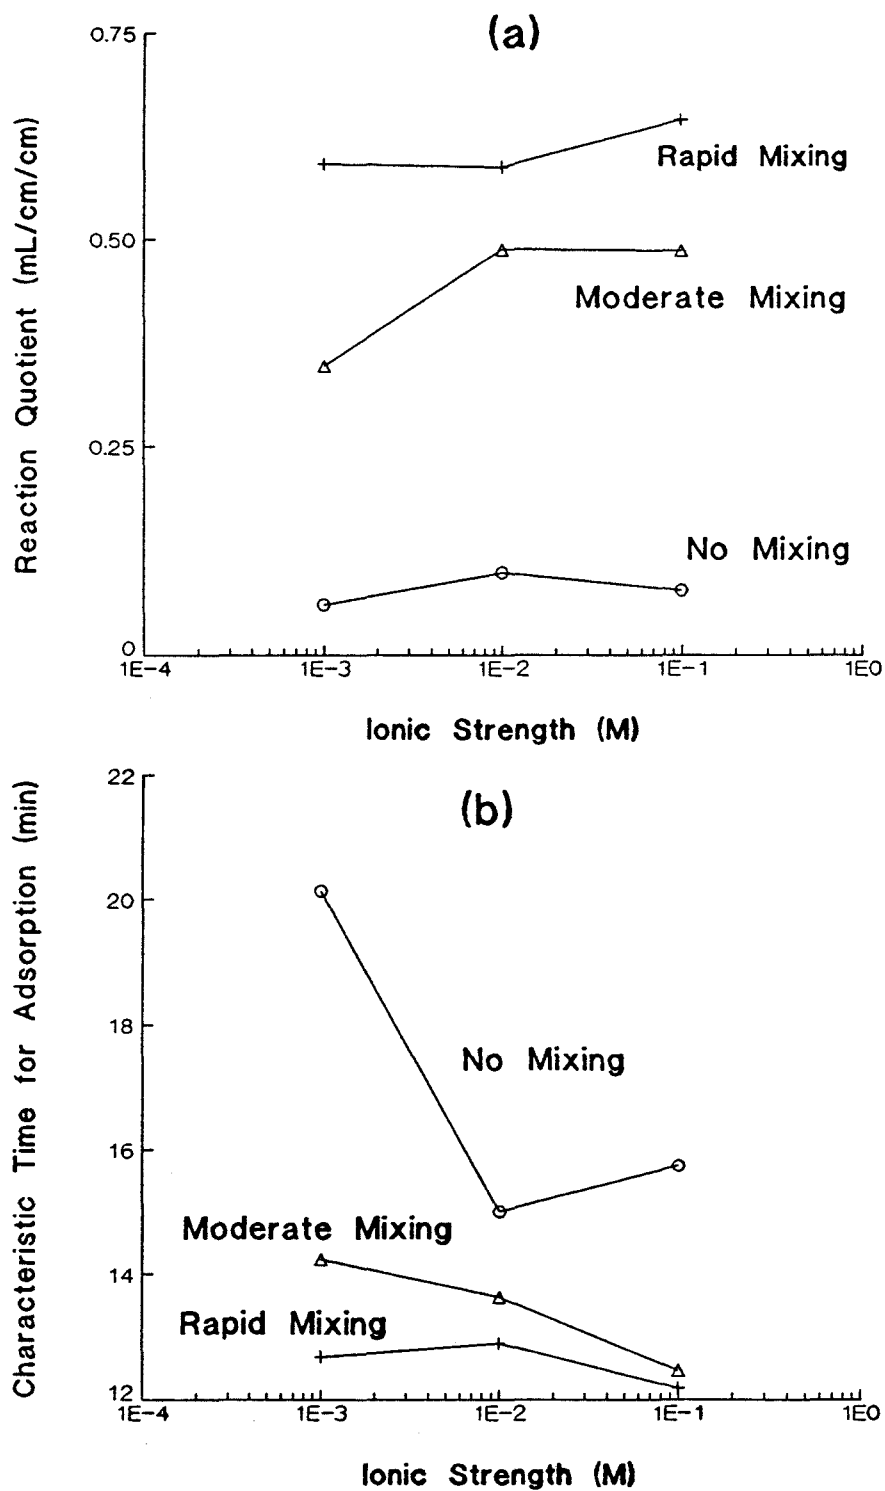 (a)
0.75
0.50
0.25
0
Reaction Quotient (mL/cm/cm)
Rapid Mixing
Moderate Mixing
No Mixing
1E-4 1E-3 1E-2 1E-1 1E0
Ionic Strength (M)
(b)
22
20
18
16
14
12
Characteristic Time for Adsorption (min)
No Mixing
Moderate Mixing
Rapid Mixing
1E-4 1E-3 1E-2 1E-1 1E0
Ionic Strength (M)